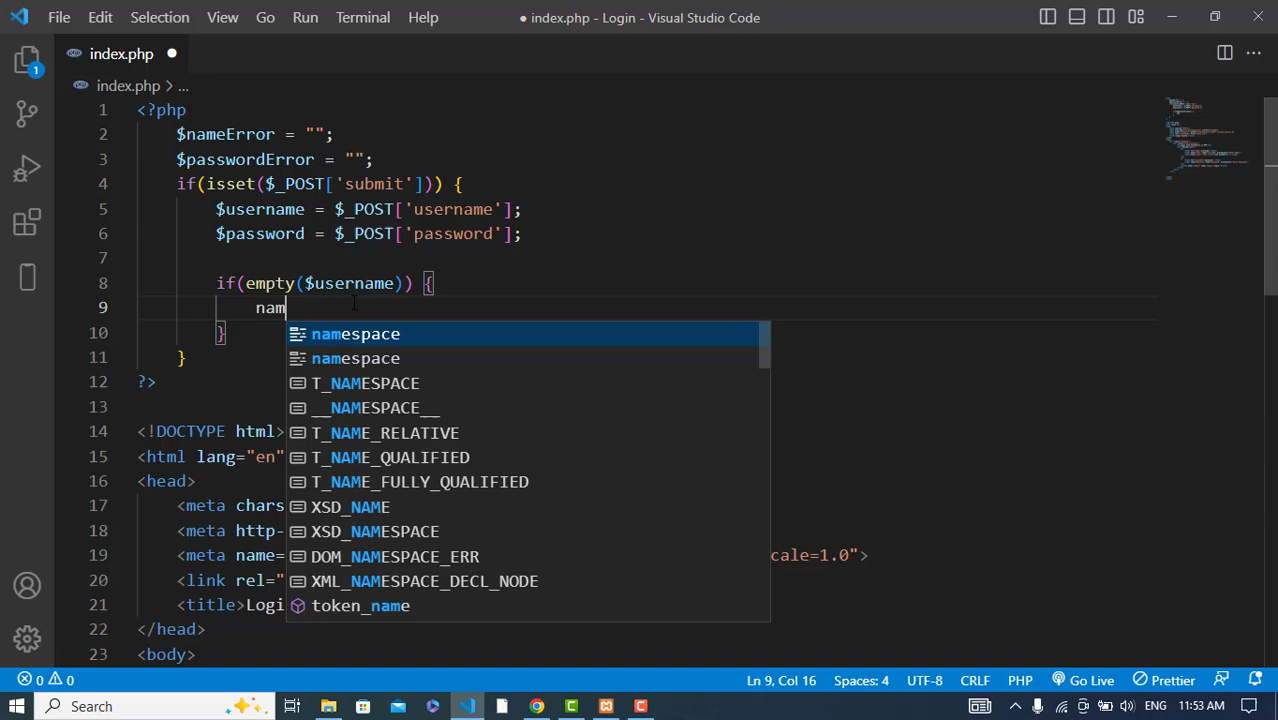 File Edit Selection View Go Run Terminal Help ● index.php - Login - Visual Studio Code
index.php ●
1
index.php > ...
1 <?php
2 $nameError = "";
3 $passwordError = "";
4 if(isset($_POST['submit'])) {
5 $username = $_POST['username'];
6 $password = $_POST['password'];
7
8 if(empty($username)) {
9 nam
10 }
namespace
11 }
namespace
12 ?>
T_NAMESPACE
13
__NAMESPACE__
14 <!DOCTYPE html>
T_NAME_RELATIVE
15 <html lang="en"
T_NAME_QUALIFIED
16 <head>
T_NAME_FULLY_QUALIFIED
17 <meta chars
XSD_NAME
18 <meta http-
XSD_NAMESPACE
19 <meta name=
DOM_NAMESPACE_ERR
cale=1.0">
20 <link rel="
XML_NAMESPACE_DECL_NODE
21 <title>Logi
token_name
22 </head>
23 <body>
0 0 Ln 9, Col 16 Spaces: 4 UTF-8 CRLF PHP Go Live Prettier
Search ENG 11:53 AM